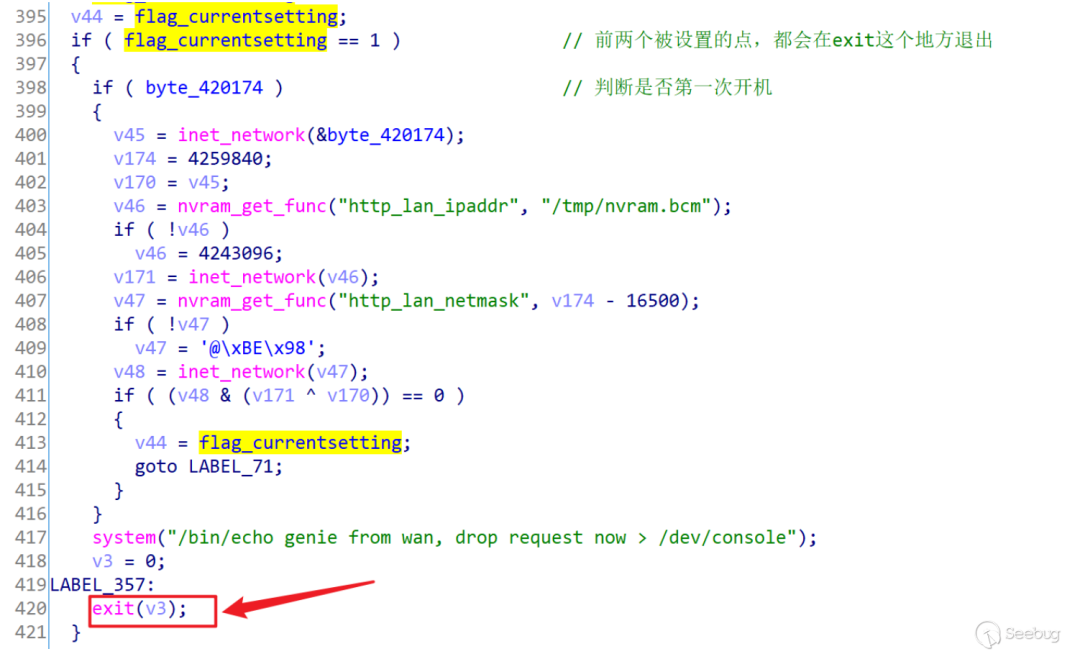 395 v44 = flag_currentsetting;
396 if ( flag_currentsetting == 1 ) // 前两个被设置的点，都会在exit这个地方退出
397 {
398 if ( byte_420174 ) // 判断是否第一次开机
399 {
400 v45 = inet_network(&byte_420174);
401 v174 = 4259840;
402 v170 = v45;
403 v46 = nvram_get_func("http_lan_ipaddr", "/tmp/nvram.bcm");
404 if ( !v46 )
405 v46 = 4243096;
406 v171 = inet_network(v46);
407 v47 = nvram_get_func("http_lan_netmask", v174 - 16500);
408 if ( !v47 )
409 v47 = '@\xBE\x98';
410 v48 = inet_network(v47);
411 if ( (v48 & (v171 ^ v170)) == 0 )
412 {
413 v44 = flag_currentsetting;
414 goto LABEL_71;
415 }
416 }
417 system("/bin/echo genie from wan, drop request now > /dev/console");
418 v3 = 0;
419 LABEL_357:
420 exit(v3);
421 }
Seebug